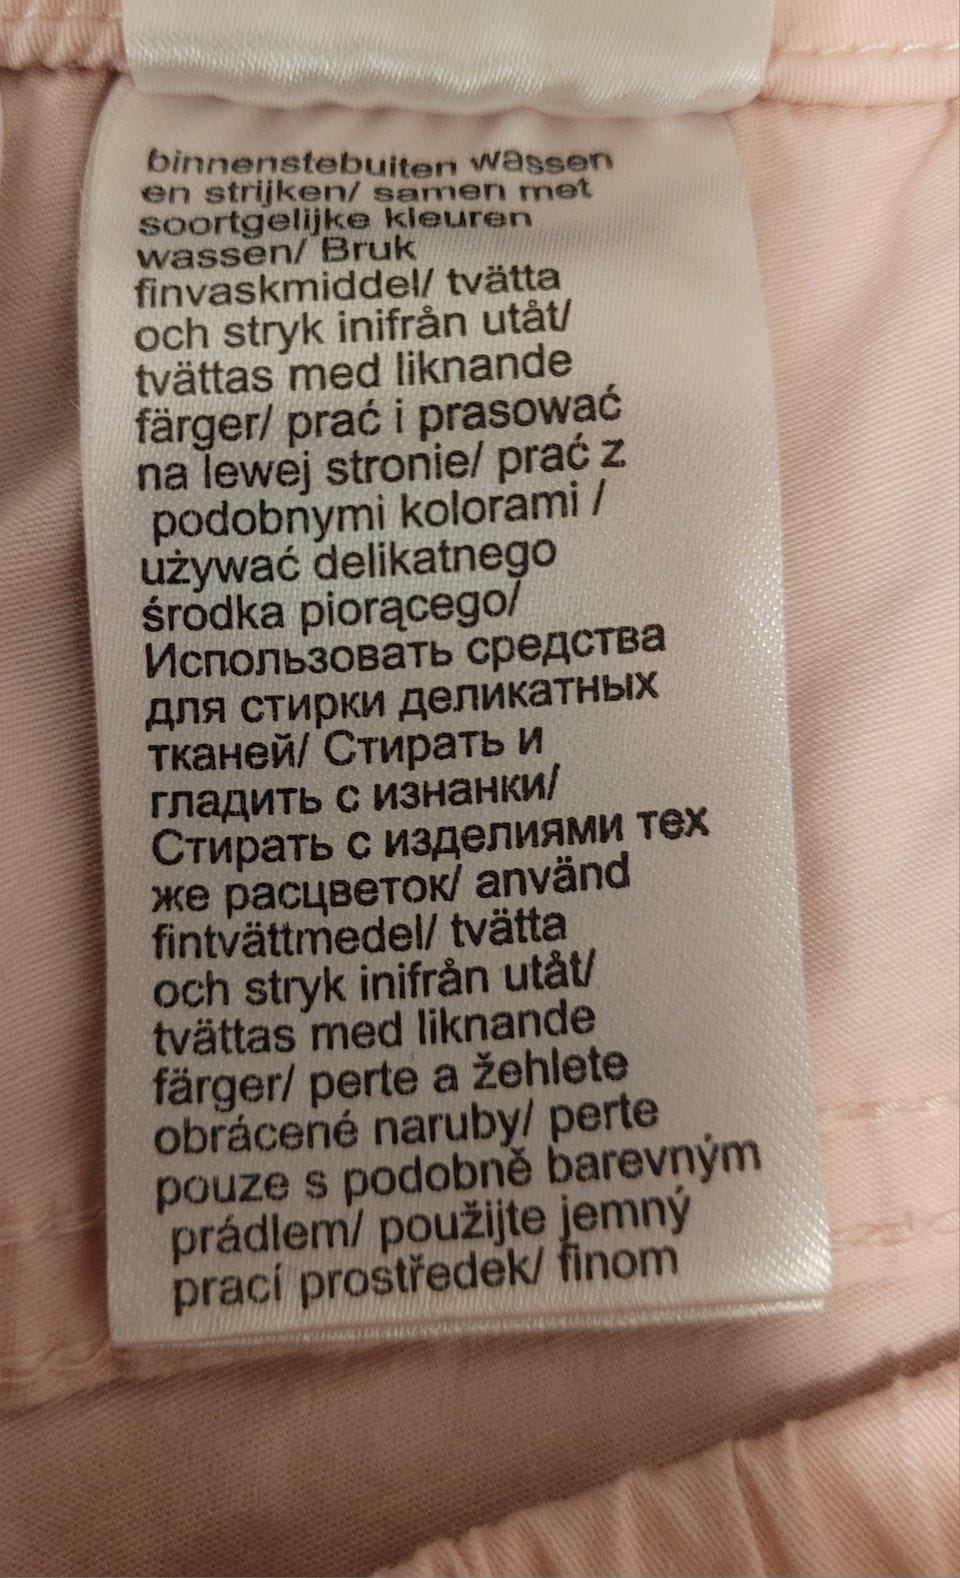 binnenstebuiten wassen
en strijken/ samen met
soortgelijke kleuren
wassen/ Bruk
finvaskmiddel/ tvätta
och stryk inifrån utåt/
tvättas med liknande
färger/ prać i prasować
na lewej stronie/ prać z
podobnymi kolorami /
używać delikatnego
środka piorącego/
Использовать средства
для стирки деликатных
тканей/ Стирать и
гладить с изнанки/
Стирать с изделиями тех
же расцветок/ använd
fintvättmedel/ tvätta
och stryk inifrån utåt/
tvättas med liknande
färger/ perte a žehlete
obrácené naruby/ perte
pouze s podobně barevným
prádlem/ použijte jemný
prací prostředek/ finom